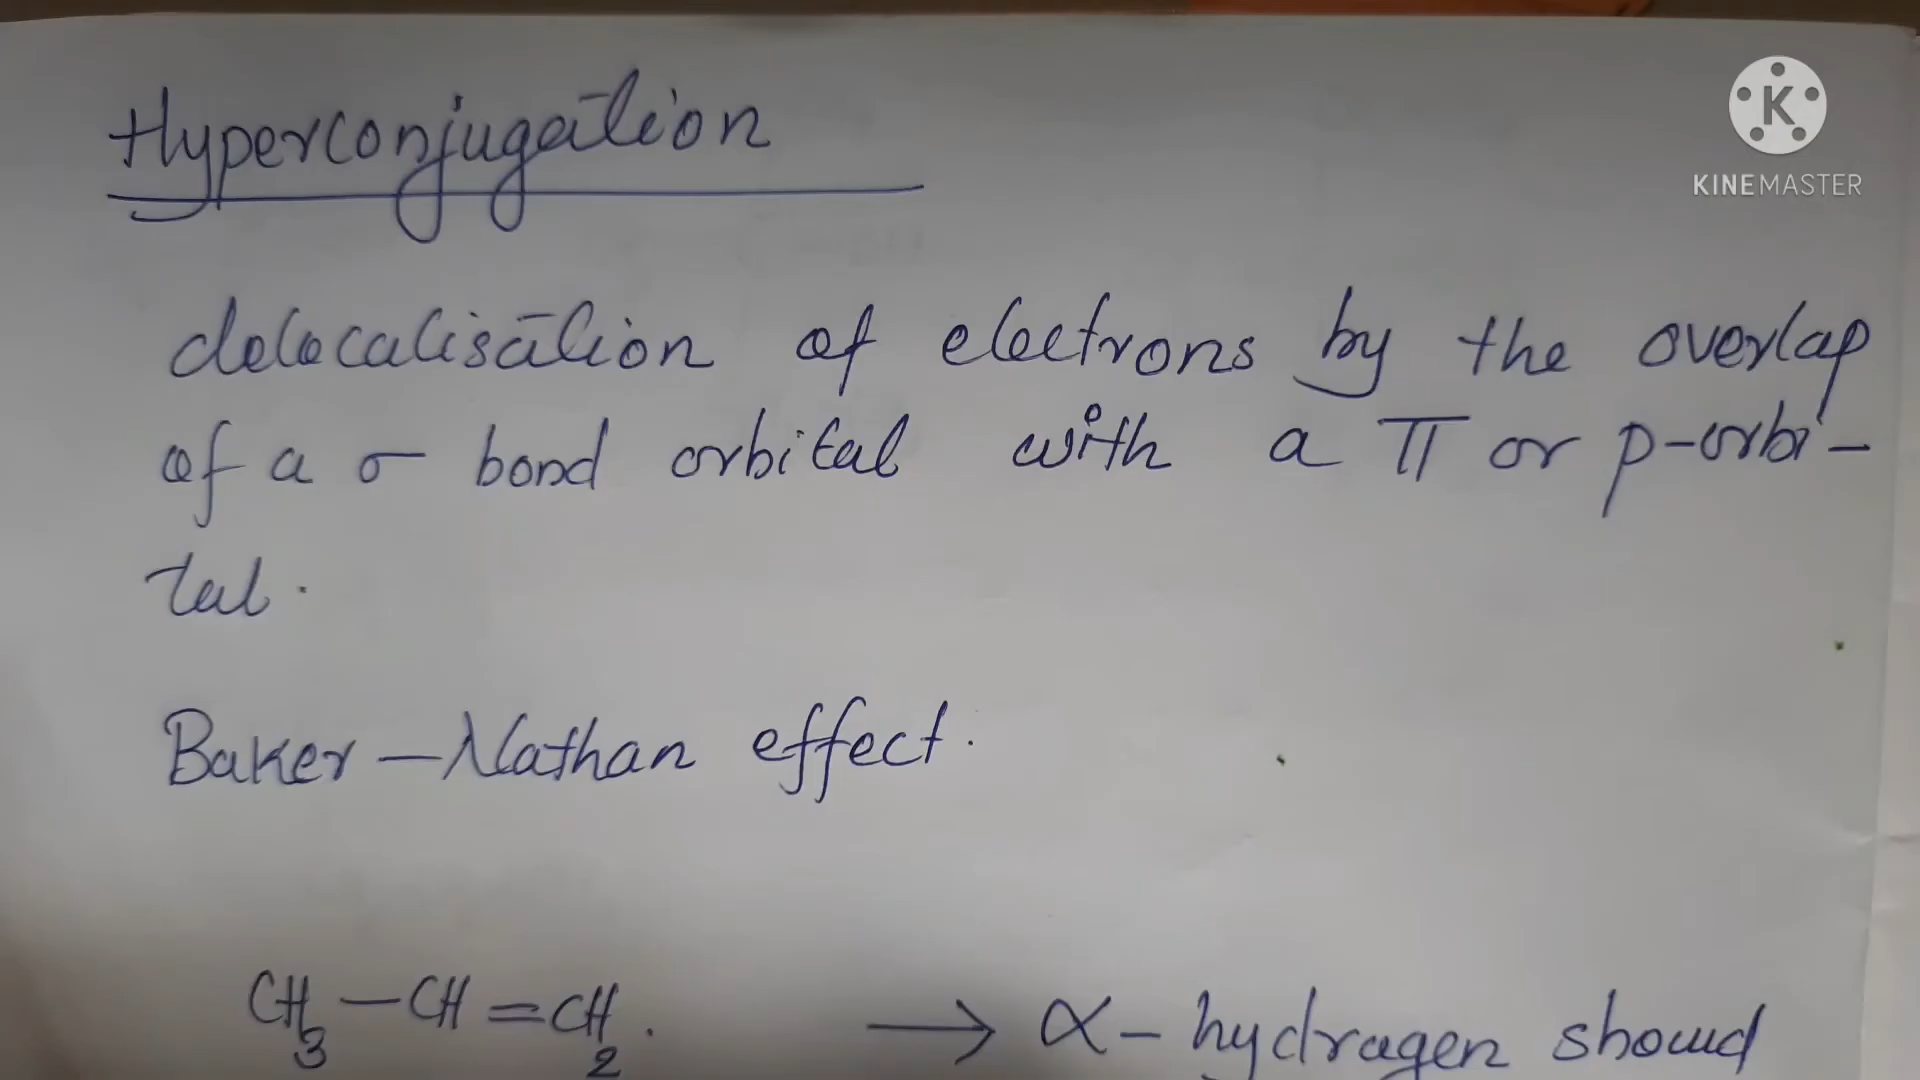 Hyperconjugation
K
KINEMASTER
delocalisation of electrons by the overlap
of a σ bond orbital with a π or p-orbi-
tal.
Baker-Nathan effect.
CH3-CH=CH2. → α-hydrogen should